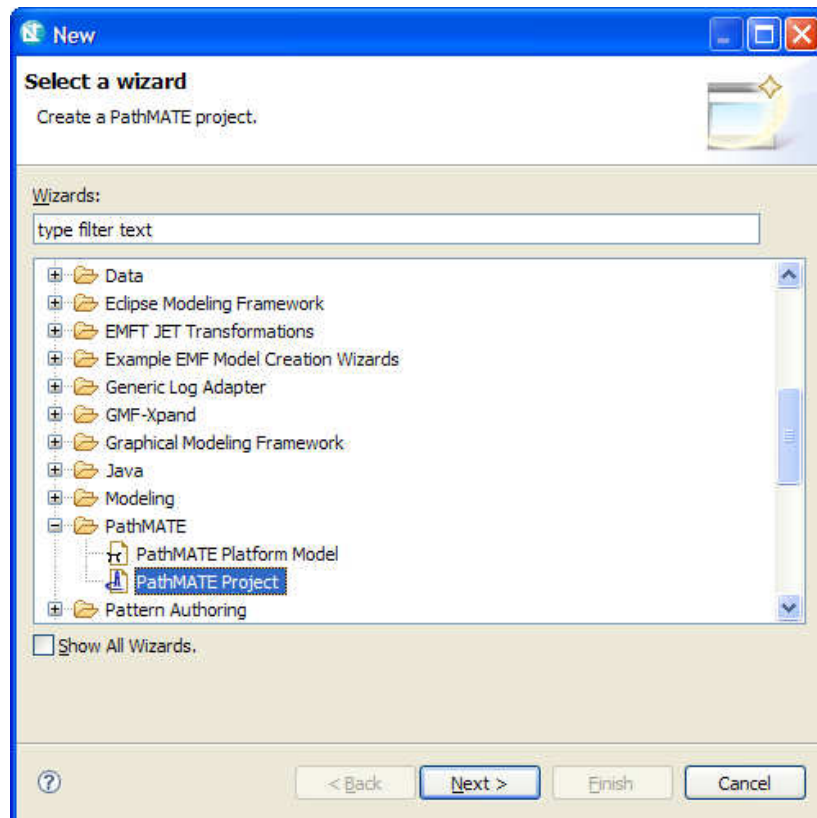 New
Select a wizard
Create a PathMATE project.
Wizards:
type filter text
Data
Eclipse Modeling Framework
EMFT JET Transformations
Example EMF Model Creation Wizards
Generic Log Adapter
GMF-Xpand
Graphical Modeling Framework
Java
Modeling
PathMATE
PathMATE Platform Model
PathMATE Project
Pattern Authoring
Show All Wizards.
? < Back Next > Finish Cancel